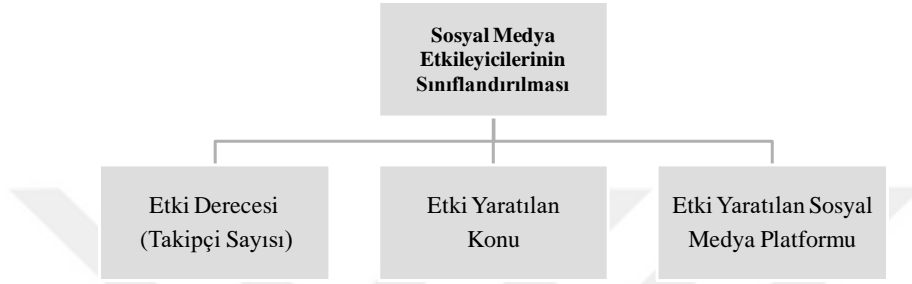 Sosyal Medya
Etkileyicilerinin
Sınıflandırılması
Etki Derecesi
(Takipçi Sayısı)
Etki Yaratılan
Konu
Etki Yaratılan Sosyal
Medya Platformu